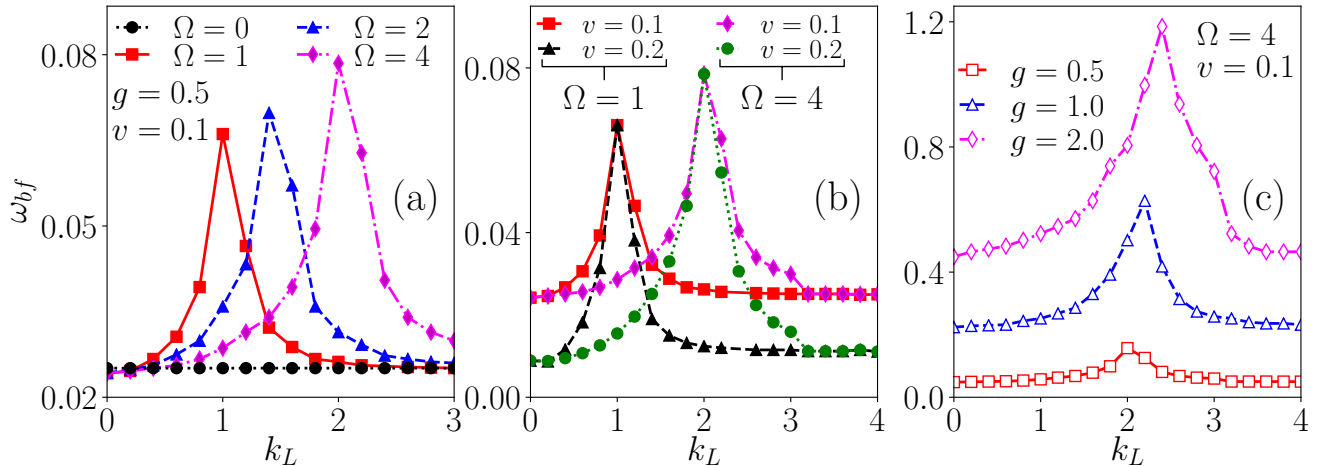 Ω = 0
Ω = 2
Ω = 1
Ω = 4
g = 0.5
v = 0.1
(a)
ω_bf
0.08
0.05
0.02
0 1 2 3
k_L
v = 0.1
v = 0.1
v = 0.2
v = 0.2
Ω = 1
Ω = 4
(b)
0.08
0.04
0.00
0 1 2 3 4
k_L
Ω = 4
v = 0.1
g = 0.5
g = 1.0
g = 2.0
(c)
1.2
0.8
0.4
0.0
0 1 2 3 4
k_L